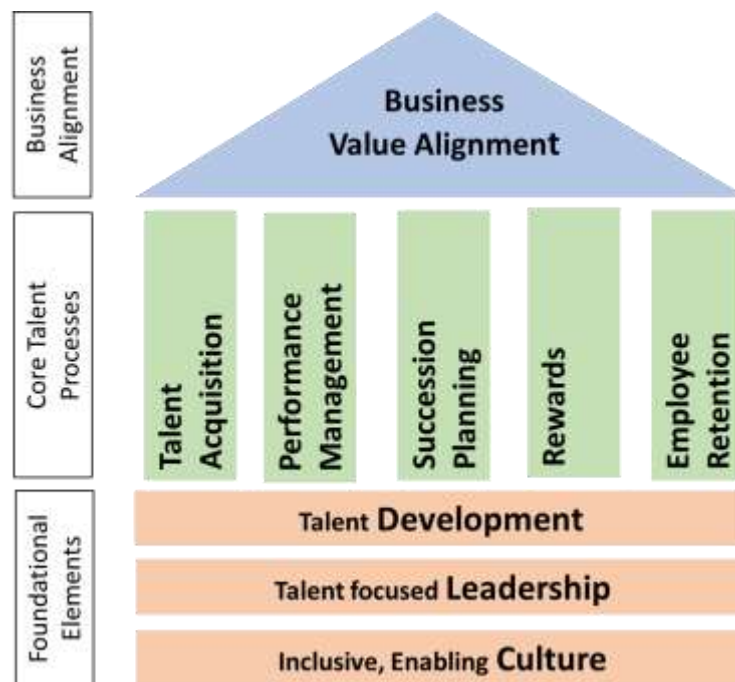 Business
Alignment
Business
Value Alignment
Core Talent
Processes
Talent
Acquisition
Performance
Management
Succession
Planning
Rewards
Employee
Retention
Foundational
Elements
Talent Development
Talent focused Leadership
Inclusive, Enabling Culture